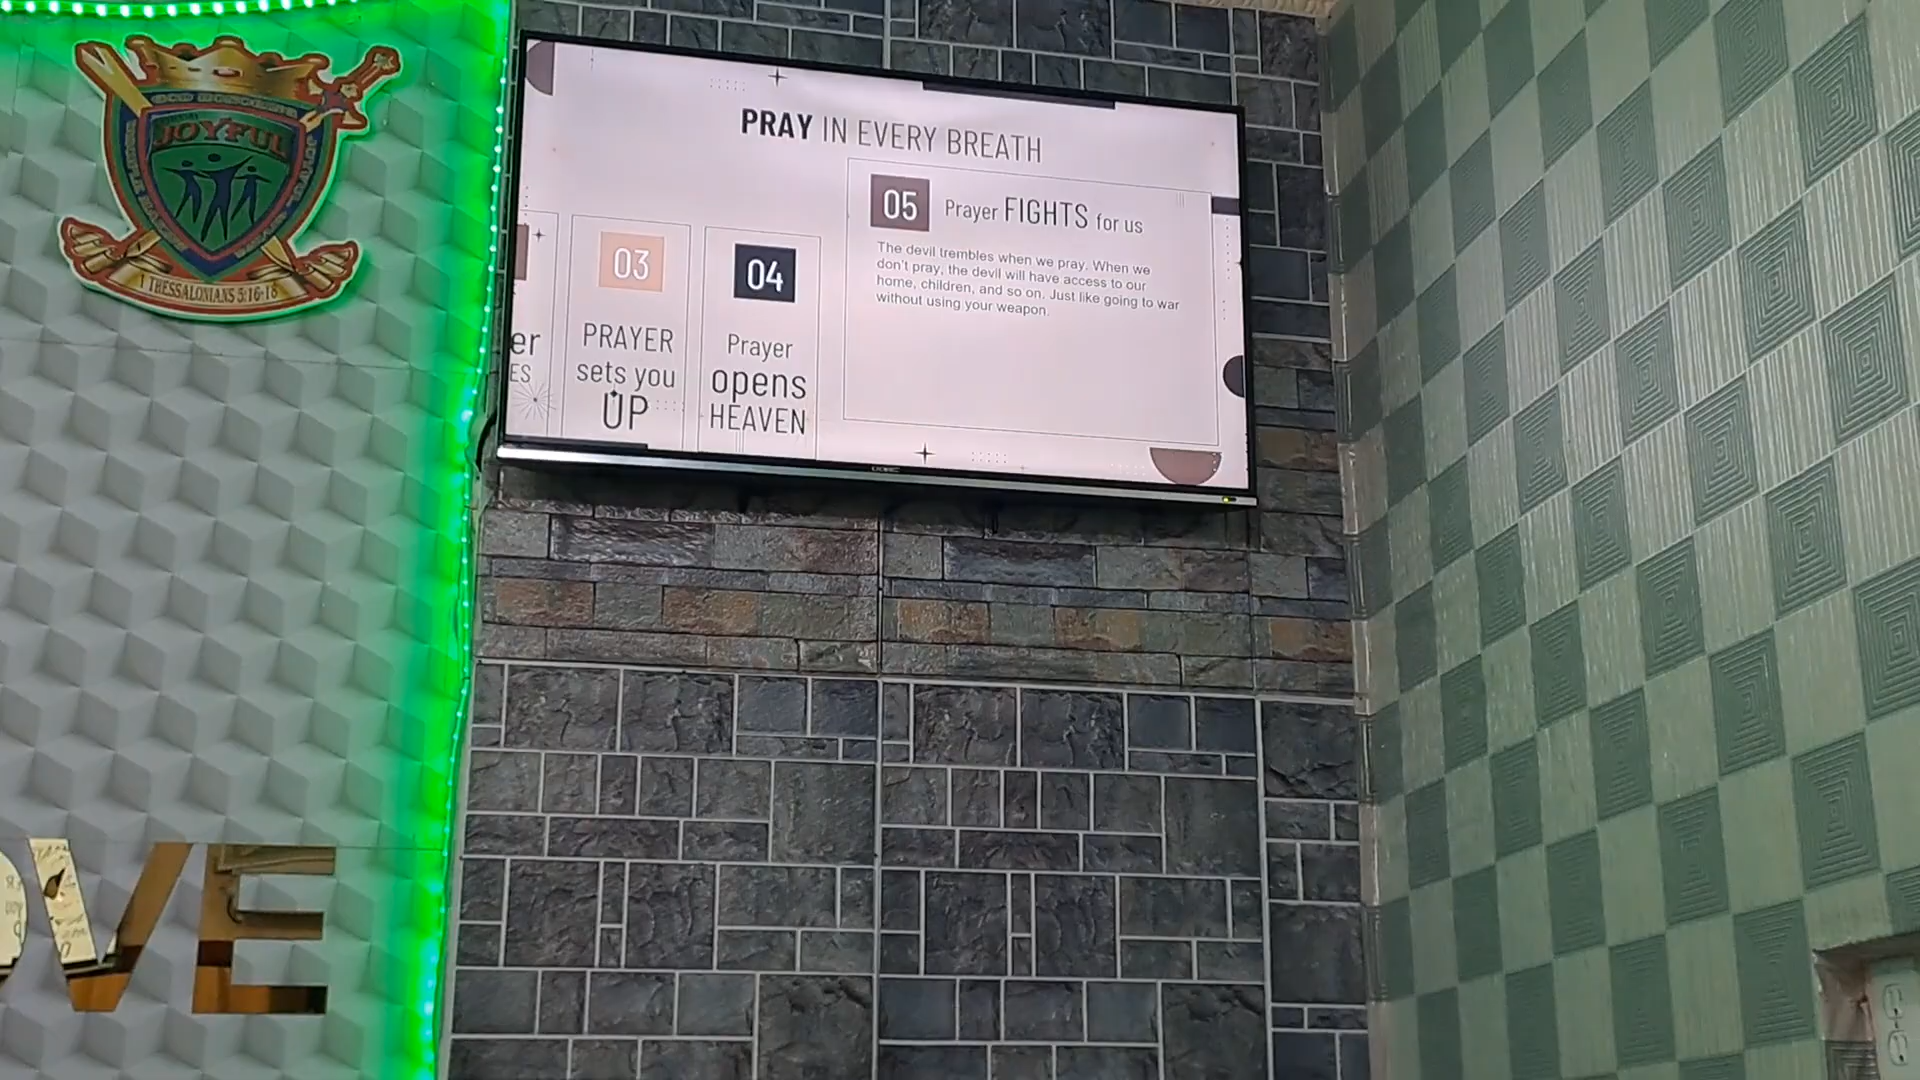 JOYFUL
1 THESSALONIANS 5:16-18
PRAY IN EVERY BREATH
er
ES
03
PRAYER
sets you
UP
04
Prayer
opens
HEAVEN
05
Prayer FIGHTS for us
The devil trembles when we pray. When we
don't pray, the devil will have access to our
home, children, and so on. Just like going to war
without using your weapon.
OVE